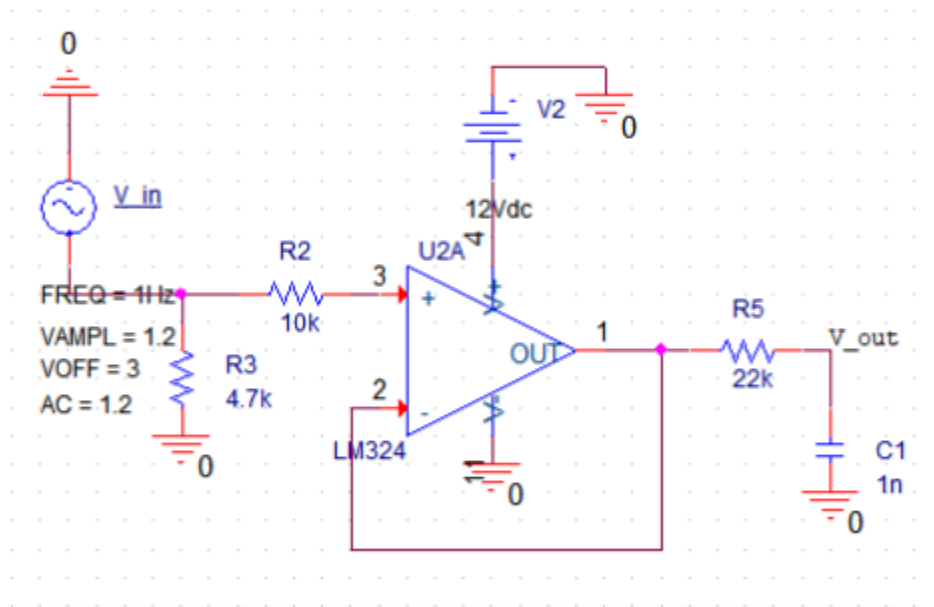 0
V2
0
V_in
12Vdc
4
U2A
R2
3
+
V+
10k
FREQ = 1Hz
VAMPL = 1.2
VOFF = 3
AC = 1.2
R3
4.7k
0
1
OUT
R5
22k
V_out
2
-
V-
LM324
11
0
C1
1n
0